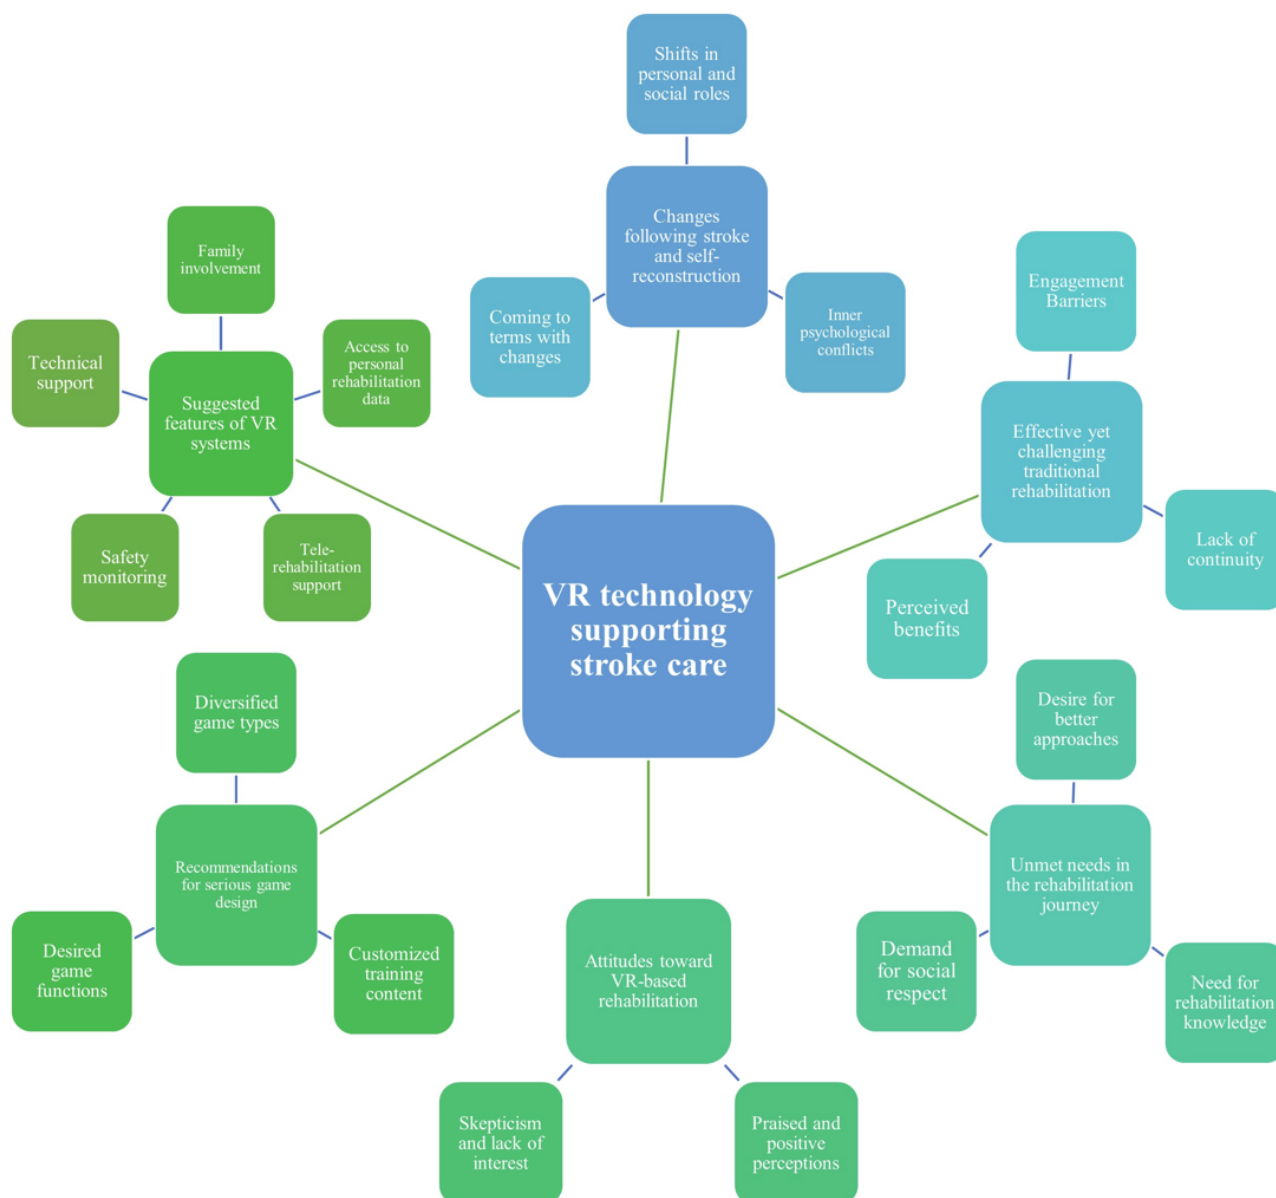 Shifts in
personal and
social roles
Changes
following stroke
and self-
reconstruction
Coming to
terms with
changes
Inner
psychological
conflicts
Family
involvement
Technical
support
Access to
personal
rehabilitation
data
Suggested
features of VR
systems
Safety
monitoring
Tele-
rehabilitation
support
Engagement
Barriers
Effective yet
challenging
traditional
rehabilitation
Lack of
continuity
Perceived
benefits
VR technology
supporting
stroke care
Diversified
game types
Recommendations
for serious game
design
Desired
game
functions
Customized
training
content
Desire for
better
approaches
Unmet needs in
the rehabilitation
journey
Demand
for social
respect
Need for
rehabilitation
knowledge
Attitudes toward
VR-based
rehabilitation
Skepticism
and lack of
interest
Praised and
positive
perceptions